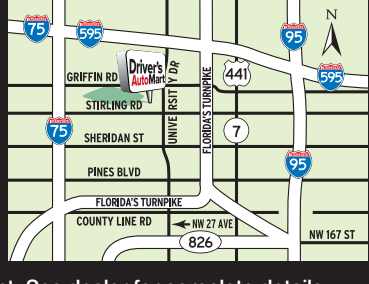 75
595
95
N
Driver's
AutoMart
GRIFFIN RD
UNIVERSITY DR
FLORIDA'S TURNPIKE
441
595
STIRLING RD
75
7
SHERIDAN ST
95
PINES BLVD
FLORIDA'S TURNPIKE
COUNTY LINE RD
NW 27 AVE
826
NW 167 ST